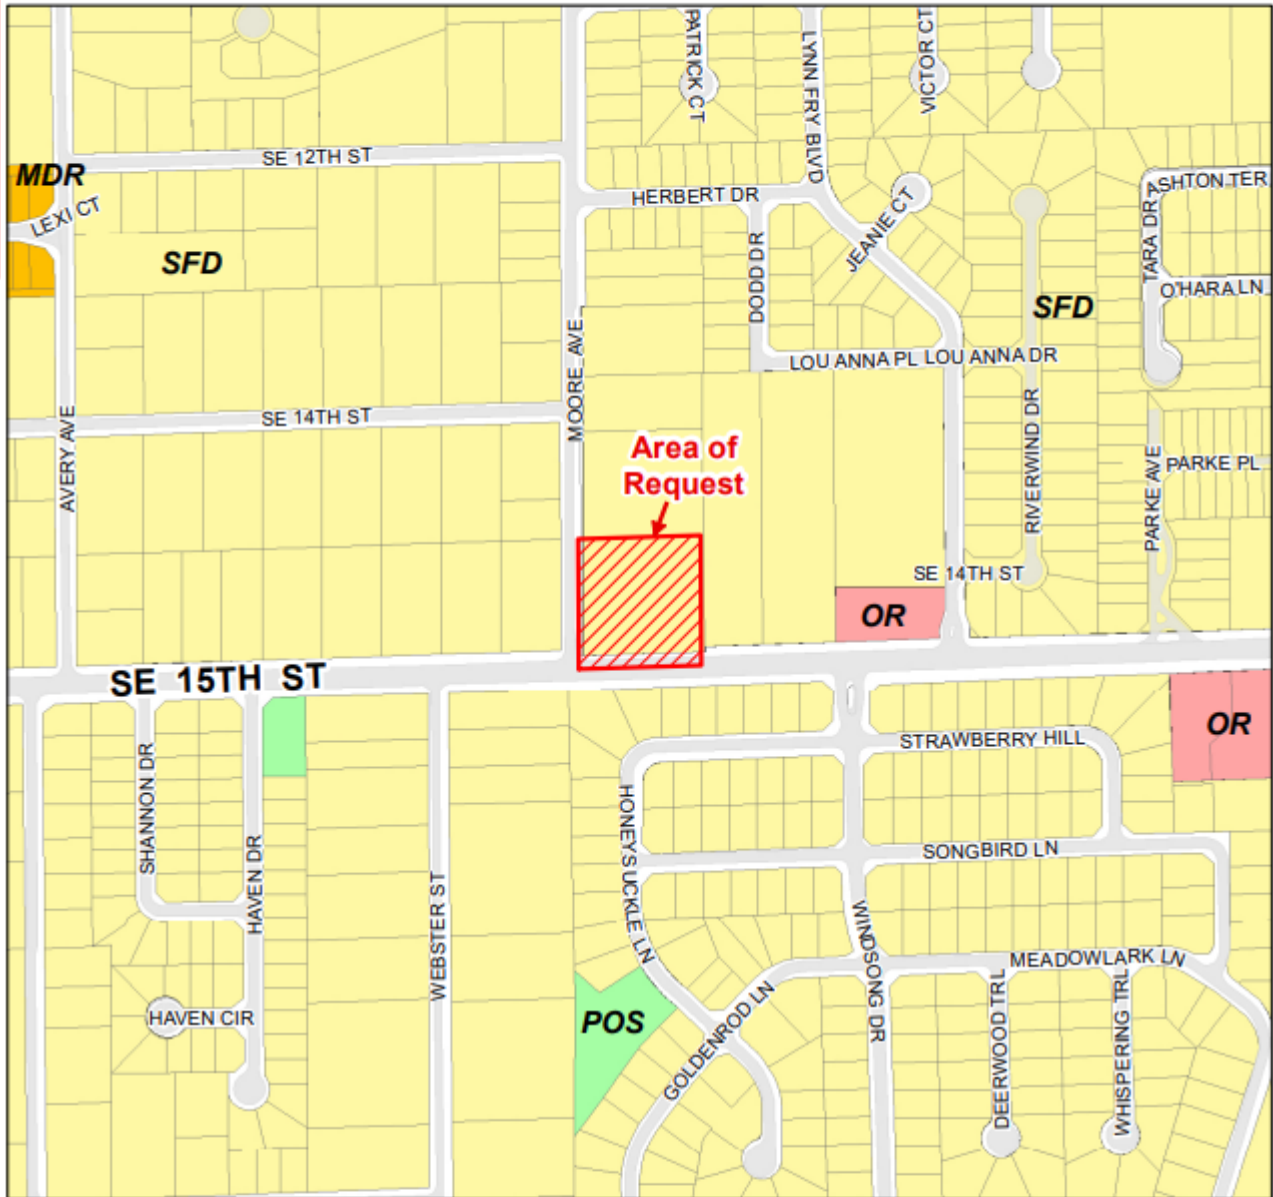 PATRICK CT
LYNN FRY BLVD
VICTOR CT
SE 12TH ST
MDR
LEXI CT
HERBERT DR
ASHTON TER
TARA DR
JEANIE CT
DODD DR
SFD
O'HARA LN
SFD
MOORE AVE
LOU ANNA PL
LOU ANNA DR
RIVERWIND DR
SE 14TH ST
AVERY AVE
Area of
Request
PARKE PL
PARKE AVE
SE 14TH ST
OR
SE 15TH ST
OR
STRAWBERRY HILL
SHANNON DR
HONEYSUCKLE LN
HAVEN DR
SONGBIRD LN
WEBSTER ST
WINDSONG DR
MEADOWLARK LN
HAVEN CIR
POS
GOLDENROD LN
DEERWOOD TRL
WHISPERING TRL